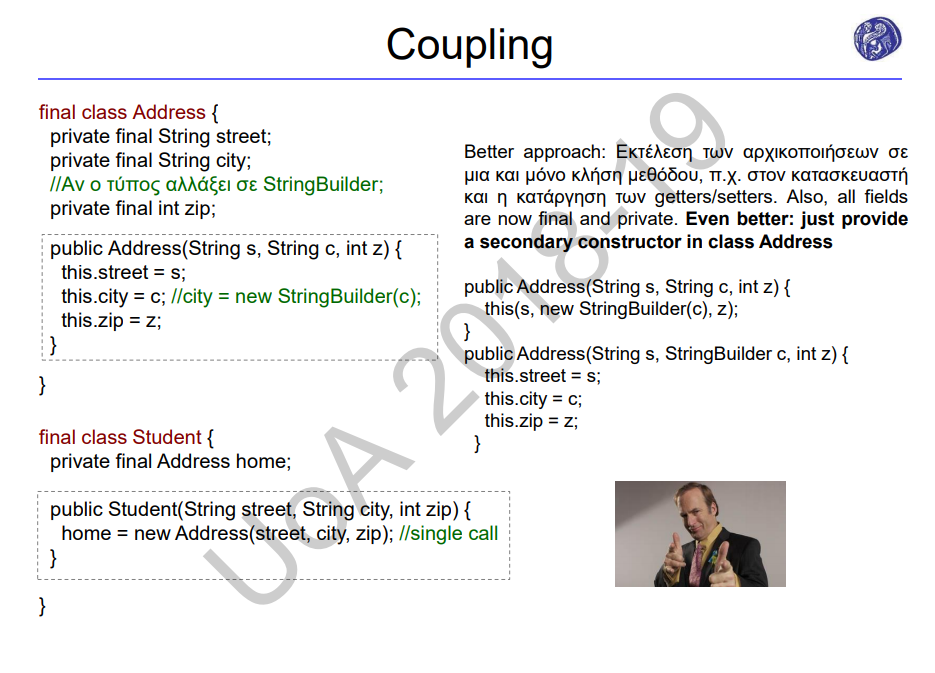 Coupling
final class Address {
private final String street;
private final String city;
//Αν ο τύπος αλλάξει σε StringBuilder;
private final int zip;
public Address(String s, String c, int z) {
this.street = s;
this.city = c; //city = new StringBuilder(c);
this.zip = z;
}
}
final class Student {
private final Address home;
public Student(String street, String city, int zip) {
home = new Address(street, city, zip); //single call
}
}
Better approach: Εκτέλεση των αρχικοποιήσεων σε
μια και μόνο κλήση μεθόδου, π.χ. στον κατασκευαστή
και η κατάργηση των getters/setters. Also, all fields
are now final and private. Even better: just provide
a secondary constructor in class Address
public Address(String s, String c, int z) {
this(s, new StringBuilder(c), z);
}
public Address(String s, StringBuilder c, int z) {
this.street = s;
this.city = c;
this.zip = z;
}
UoA 2018-19